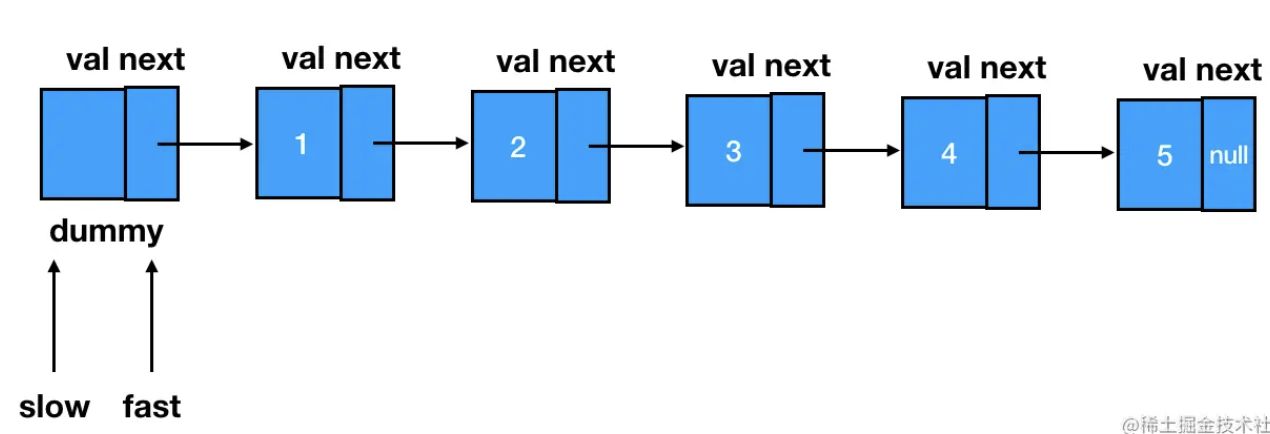 val next val next val next val next val next val next
1 2 3 4 5 null
dummy
slow fast
@稀土掘金技术社